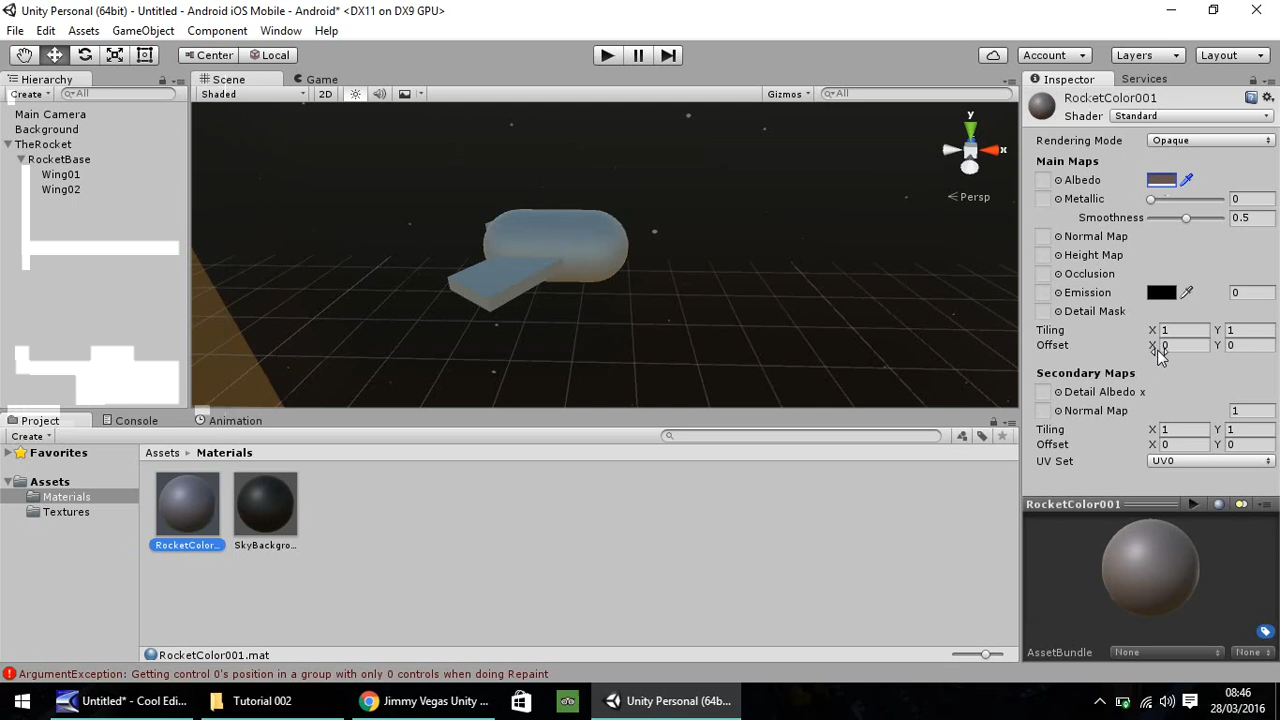 Unity Personal (64bit) - Untitled - Android iOS Mobile - Android* <DX11 on DX9 GPU>
File Edit Assets GameObject Component Window Help
Center Local Account Layers Layout
Hierarchy Scene Game Inspector Services
Create All Shaded 2D Gizmos All
RocketColor001
Shader Standard
Main Camera
Background
TheRocket
RocketBase
Wing01
Wing02
y
x
Persp
Rendering Mode Opaque
Main Maps
Albedo
Metallic 0
Smoothness 0.5
Normal Map
Height Map
Occlusion
Emission 0
Detail Mask
Tiling X 1 Y 1
Offset X 0 Y 0
Secondary Maps
Detail Albedo x
Normal Map 1
Tiling X 1 Y 1
Offset X 0 Y 0
UV Set UV0
Project Console Animation
Create
Favorites
Assets
Materials
Textures
Assets Materials
RocketColor... SkyBackgro...
RocketColor001.mat
RocketColor001
AssetBundle None None
ArgumentException: Getting control 0's position in a group with only 0 controls when doing Repaint
Untitled* - Cool Edi... Tutorial 002 Jimmy Vegas Unity ... Unity Personal (64b...
08:46
28/03/2016